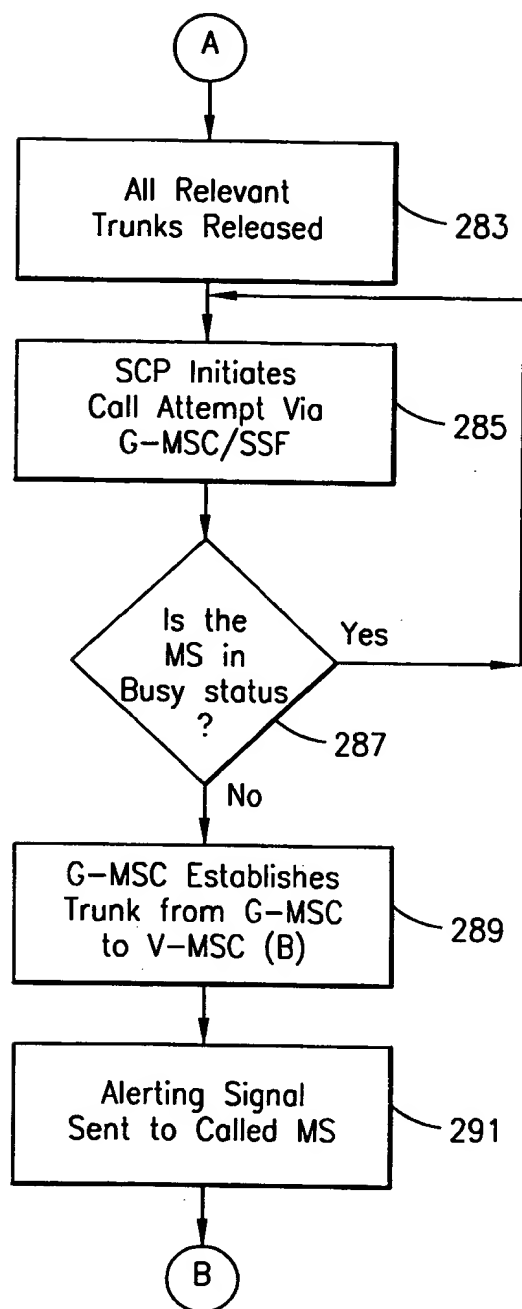 A
All Relevant
Trunks Released
283
SCP Initiates
Call Attempt Via
G-MSC/SSF
285
Is the
MS in
Busy status
?
Yes
287
No
G-MSC Establishes
Trunk from G-MSC
to V-MSC (B)
289
Alerting Signal
Sent to Called MS
291
B